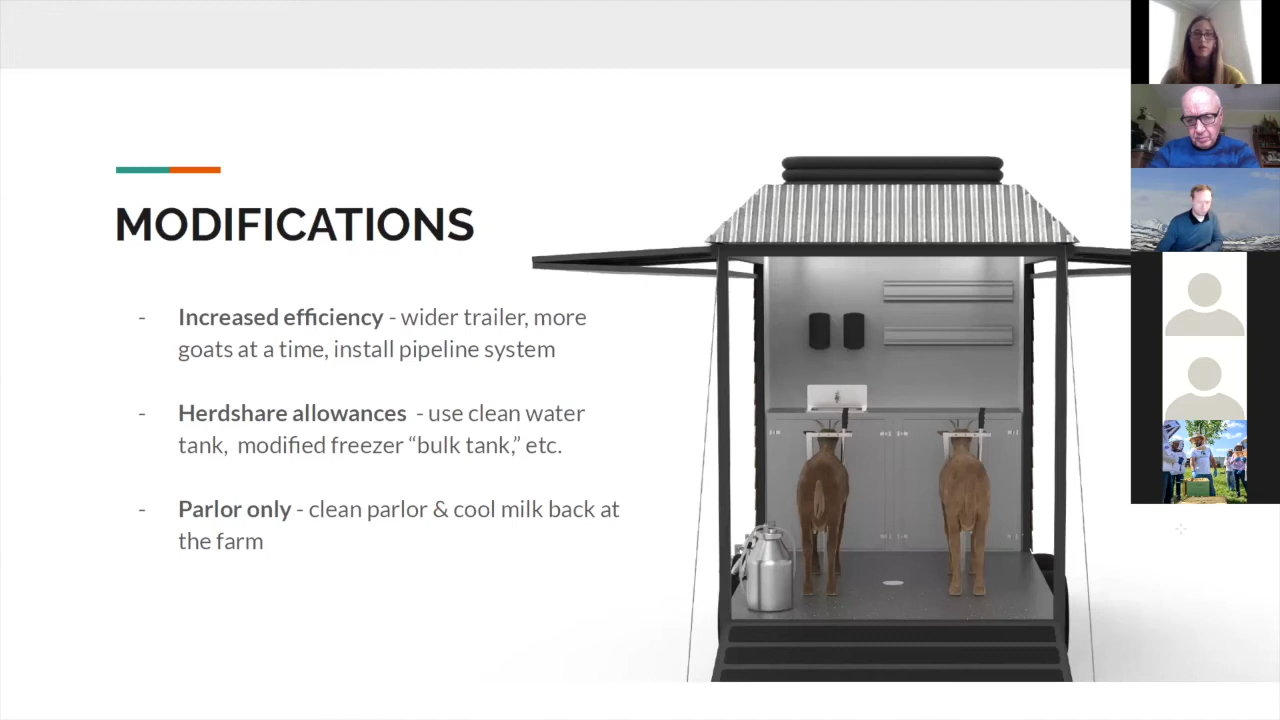 MODIFICATIONS
- Increased efficiency - wider trailer, more
goats at a time, install pipeline system
- Herdshare allowances - use clean water
tank, modified freezer “bulk tank,” etc.
- Parlor only - clean parlor & cool milk back at
the farm